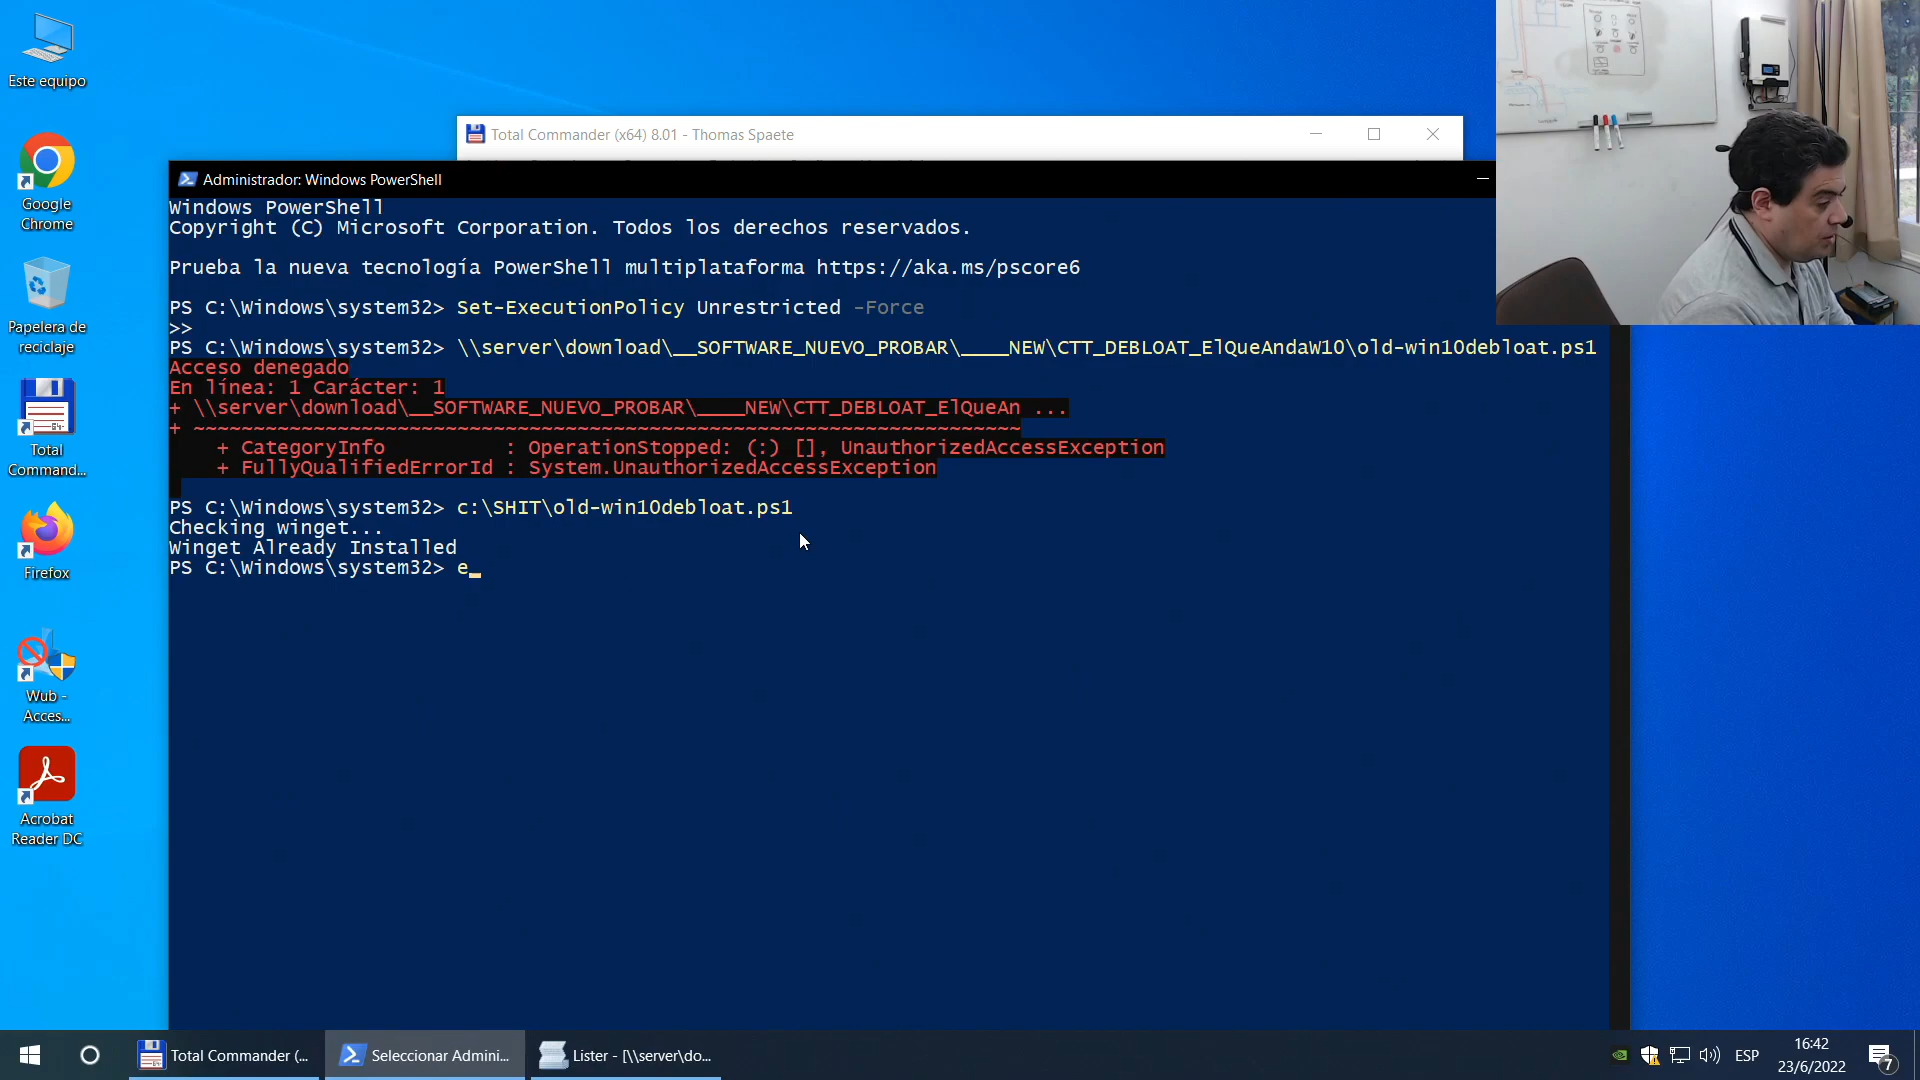 Este equipo
Google
Chrome
Papelera de
reciclaje
Total
Command...
Firefox
Wub -
Acces...
Acrobat
Reader DC
Total Commander (x64) 8.01 - Thomas Spaete
Administrador: Windows PowerShell
Windows PowerShell
Copyright (C) Microsoft Corporation. Todos los derechos reservados.
Prueba la nueva tecnología PowerShell multiplataforma https://aka.ms/pscore6
PS C:\Windows\system32> Set-ExecutionPolicy Unrestricted -Force
>>
PS C:\Windows\system32> \\server\download\__SOFTWARE_NUEVO_PROBAR\____NEW\CTT_DEBLOAT_ElQueAndaW10\old-win10debloat.ps1
Acceso denegado
En línea: 1 Carácter: 1
+ \\server\download\__SOFTWARE_NUEVO_PROBAR\____NEW\CTT_DEBLOAT_ElQueAn ...
+ ~~~~~~~~~~~~~~~~~~~~~~~~~~~~~~~~~~~~~~~~~~~~~~~~~~~~~~~~~~~~~~~~~~~~~
+ CategoryInfo          : OperationStopped: (:) [], UnauthorizedAccessException
+ FullyQualifiedErrorId : System.UnauthorizedAccessException
PS C:\Windows\system32> c:\SHIT\old-win10debloat.ps1
Checking winget...
Winget Already Installed
PS C:\Windows\system32> e_
Total Commander (...
Seleccionar Admini...
Lister - [\\server\do...
ESP
16:42
23/6/2022
7